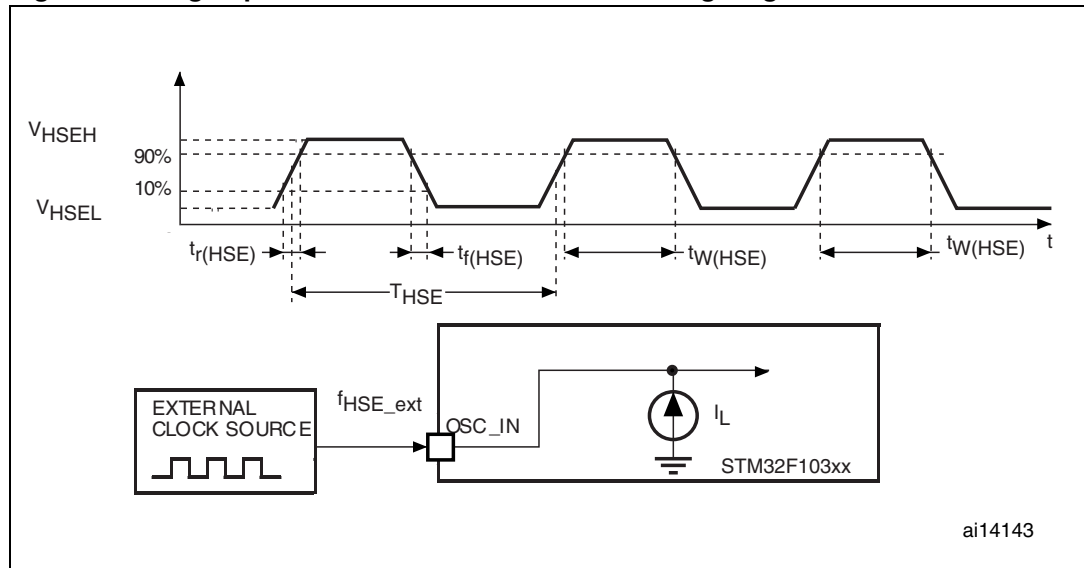 VHSEH
90%
10%
VHSEL
tr(HSE)
tf(HSE)
tW(HSE)
tW(HSE)
t
THSE
EXTERNAL
CLOCK SOURCE
fHSE_ext
OSC_IN
IL
STM32F103xx
ai14143